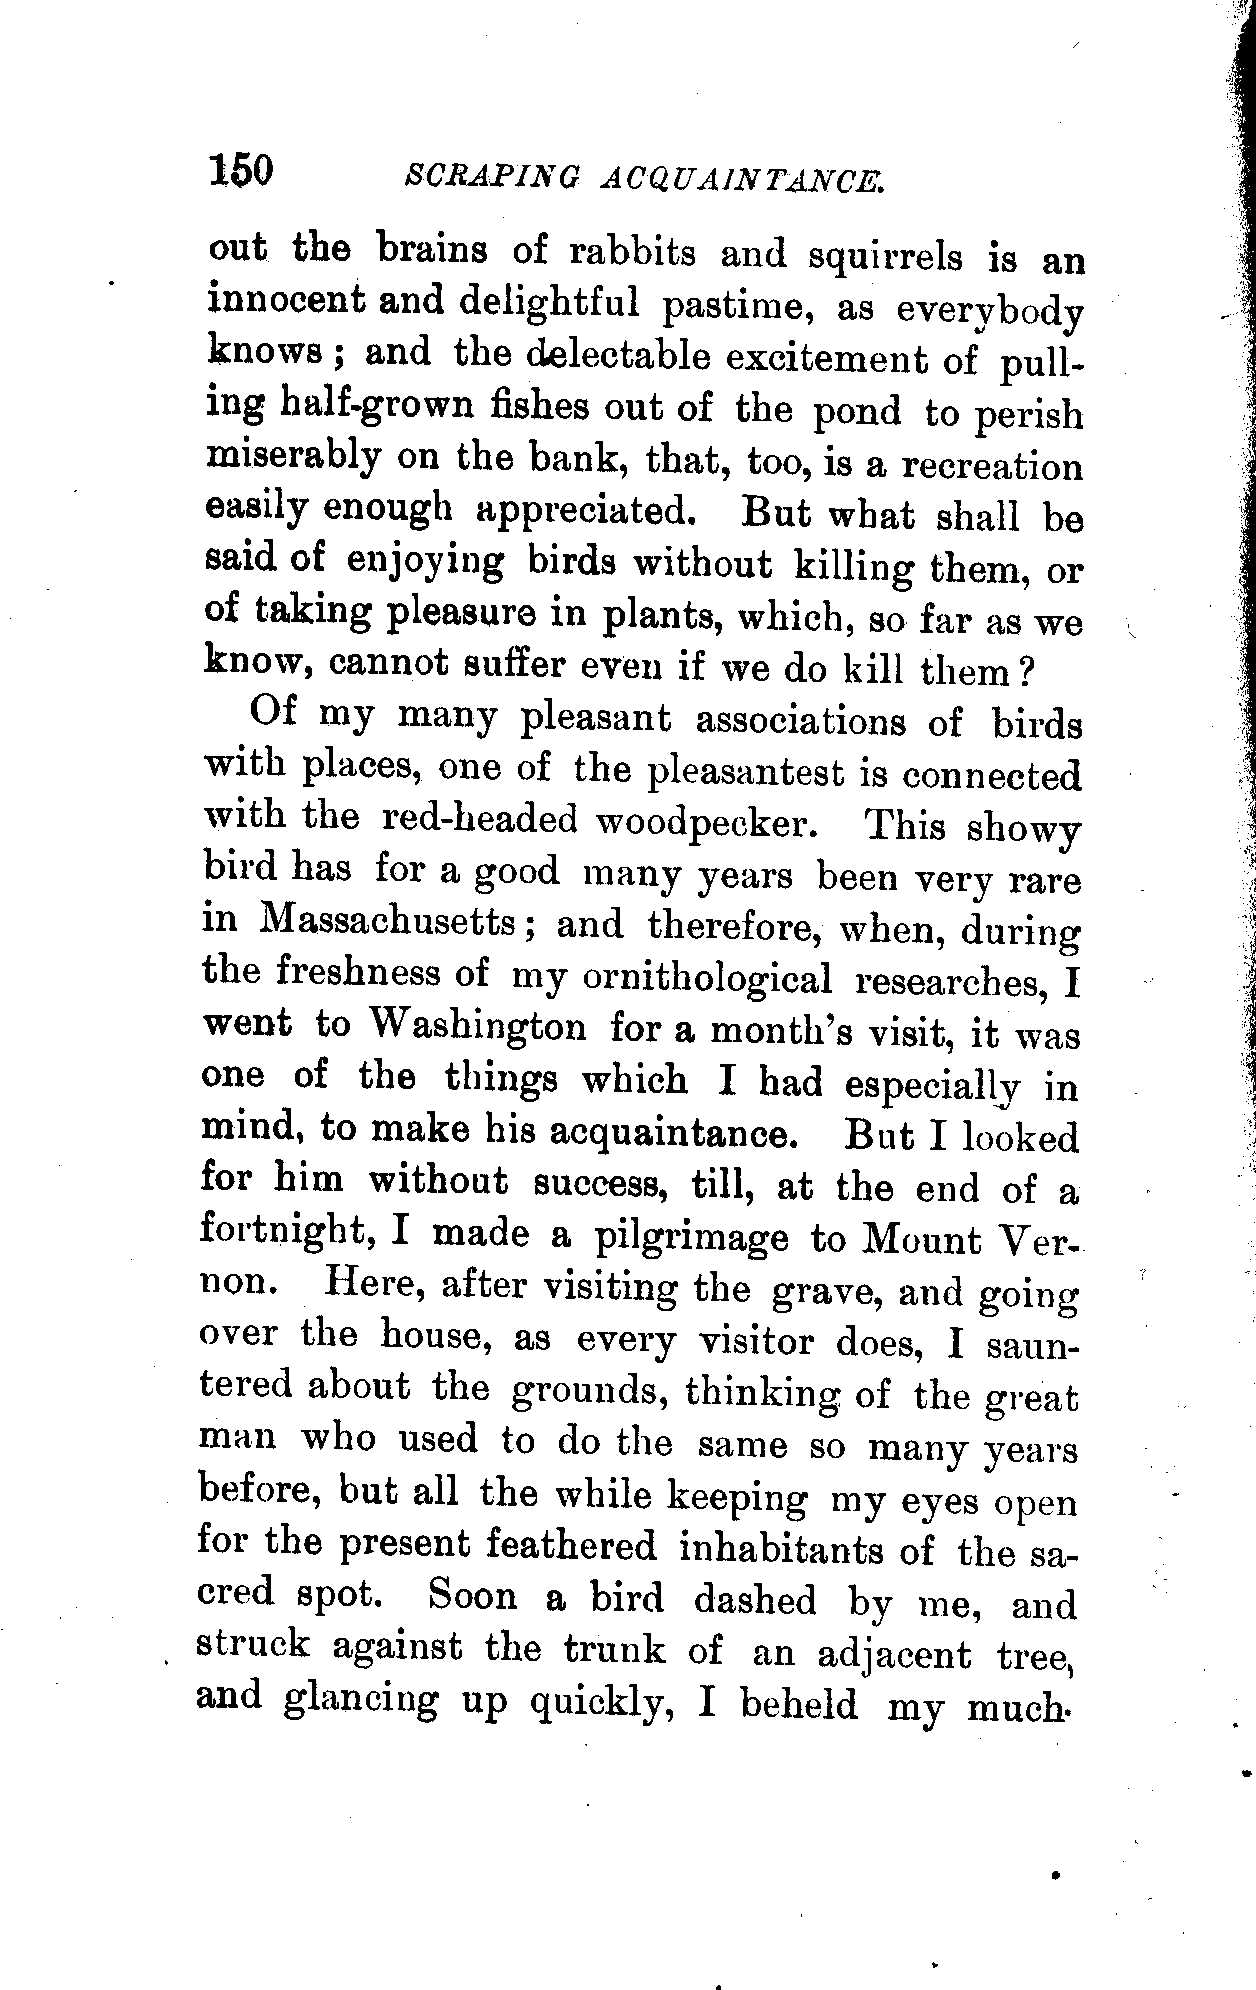 150 SCRAPING ACQUAINTANCE.
out the brains of rabbits and squirrels is an
innocent and delightful pastime, as everybody
knows ; and the delectable excitement of pull-
ing half-grown fishes out of the pond to perish
miserably on the bank, that, too, is a recreation
easily enough appreciated. But what shall be
said of enjoying birds without killing them, or
of taking pleasure in plants, which, so far as we
know, cannot suffer even if we do kill them ?
Of my many pleasant associations of birds
with places, one of the pleasantest is connected
with the red-headed woodpecker. This showy
bird has for a good many years been very rare
in Massachusetts ; and therefore, when, during
the freshness of my ornithological researches, I
went to Washington for a month's visit, it was
one of the things which I had especially in
mind, to make his acquaintance. But I looked
for him without success, till, at the end of a
fortnight, I made a pilgrimage to Mount Ver-
non. Here, after visiting the grave, and going
over the house, as every visitor does, I saun-
tered about the grounds, thinking of the great
man who used to do the same so many years
before, but all the while keeping my eyes open
for the present feathered inhabitants of the sa-
cred spot. Soon a bird dashed by me, and
struck against the trunk of an adjacent tree,
and glancing up quickly, I beheld my much-